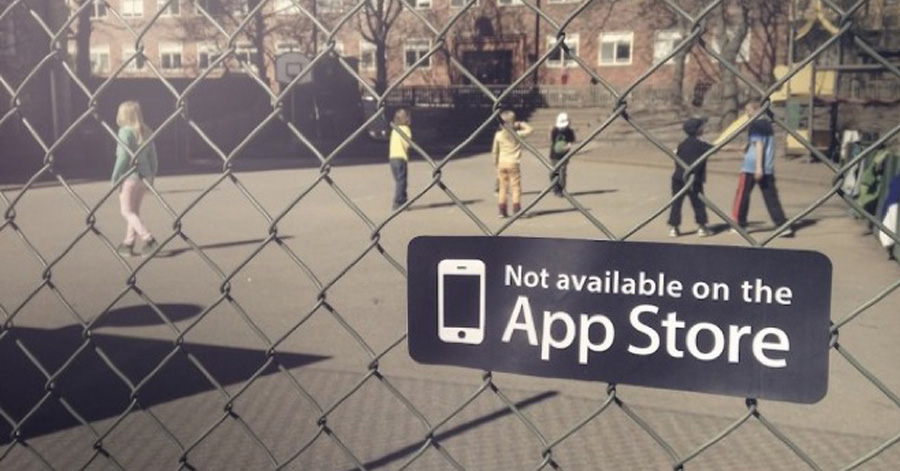 Not available on the
App Store